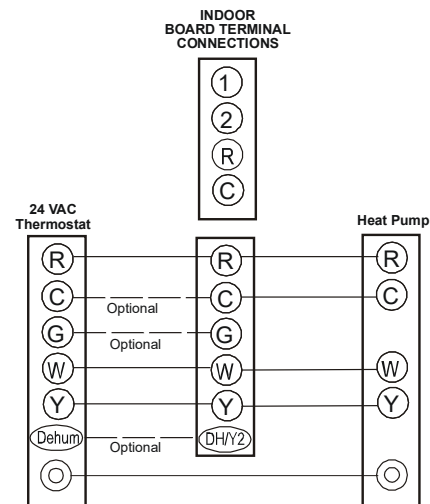 INDOOR
BOARD TERMINAL
CONNECTIONS
1
2
R
C
24 VAC
Thermostat
Heat Pump
R R R
C Optional C C
G Optional G
W W W
Y Y Y
Dehum Optional DH/Y2